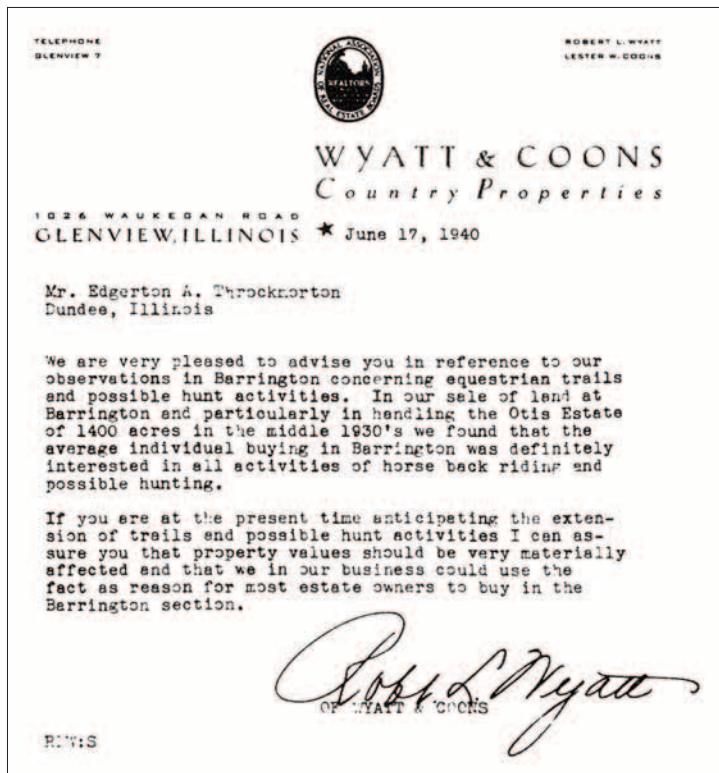 TELEPHONE
GLENVIEW 7
ROBERT L. WYATT
LESTER W. COONS
NATIONAL ASSOCIATION
REALTORS
OF REAL ESTATE BOARDS
WYATT & COONS
Country Properties
1026 WAUKEGAN ROAD
GLENVIEW, ILLINOIS ★ June 17, 1940
Mr. Edgerton A. Throckmorton
Dundee, Illinois
We are very pleased to advise you in reference to our
observations in Barrington concerning equestrian trails
and possible hunt activities. In our sale of land at
Barrington and particularly in handling the Otis Estate
of 1400 acres in the middle 1930's we found that the
average individual buying in Barrington was definitely
interested in all activities of horse back riding and
possible hunting.
If you are at the present time anticipating the exten-
sion of trails and possible hunt activities I can as-
sure you that property values should be very materially
affected and that we in our business could use the
fact as reason for most estate owners to buy in the
Barrington section.
Robt. L. Wyatt
OF WYATT & COONS
RLW:S